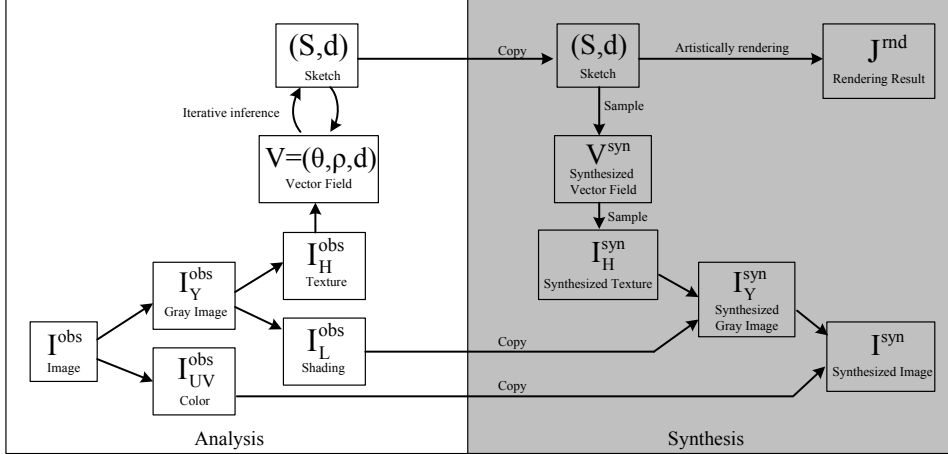 (S,d)
Sketch
Iterative inference
V=(θ,ρ,d)
Vector Field
I_H^obs
Texture
I_Y^obs
Gray Image
I^obs
Image
I_L^obs
Shading
I_UV^obs
Color
Analysis
Copy
Copy
Copy
(S,d)
Sketch
Artistically rendering
J^rnd
Rendering Result
Sample
V^syn
Synthesized
Vector Field
Sample
I_H^syn
Synthesized Texture
I_Y^syn
Synthesized
Gray Image
I^syn
Synthesized Image
Synthesis